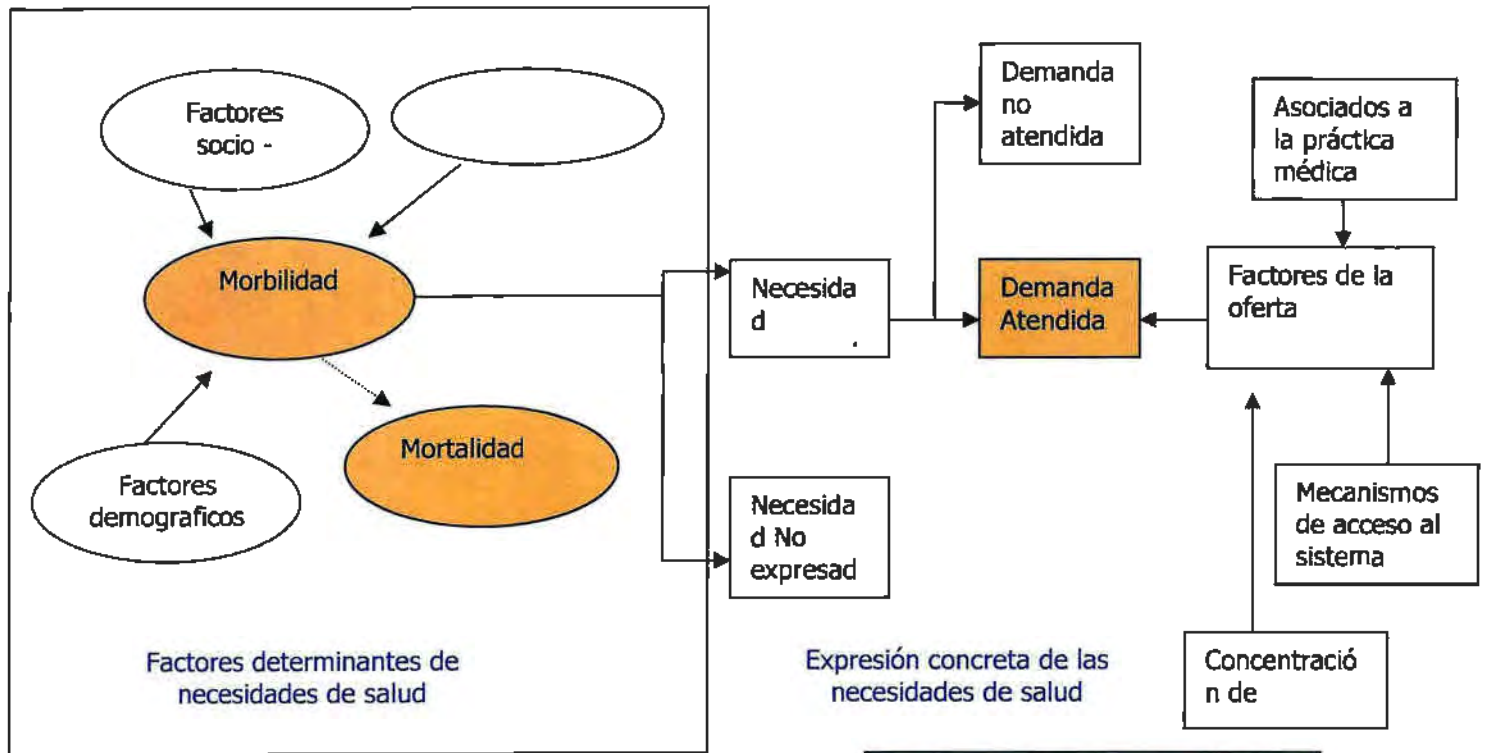 Factores
socio -
Morbilidad
Mortalidad
Factores
demograficos
Factores determinantes de
necesidades de salud
Necesida
d
Necesida
d No
expresad
Demanda
no
atendida
Demanda
Atendida
Asociados a
la práctica
médica
Factores de la
oferta
Mecanismos
de acceso al
sistema
Concentració
n de
Expresión concreta de las
necesidades de salud